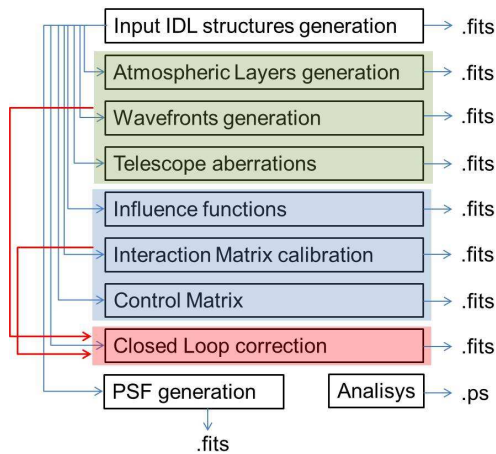 Input IDL structures generation .fits
Atmospheric Layers generation .fits
Wavefronts generation .fits
Telescope aberrations .fits
Influence functions .fits
Interaction Matrix calibration .fits
Control Matrix .fits
Closed Loop correction .fits
PSF generation Analisys .ps
.fits